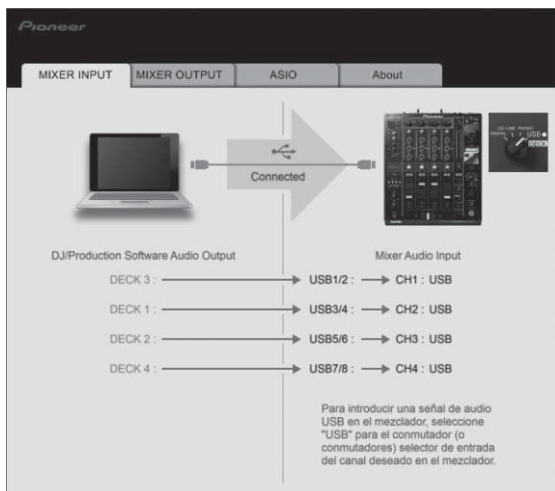 Pioneer
MIXER INPUT MIXER OUTPUT ASIO About
CD/LINE PHONO
USB
DECK
Connected
DJ/Production Software Audio Output Mixer Audio Input
DECK 3 : USB1/2 : CH1 : USB
DECK 1 : USB3/4 : CH2 : USB
DECK 2 : USB5/6 : CH3 : USB
DECK 4 : USB7/8 : CH4 : USB
Para introducir una señal de audio
USB en el mezclador, seleccione
"USB" para el conmutador (o
conmutadores) selector de entrada
del canal deseado en el mezclador.